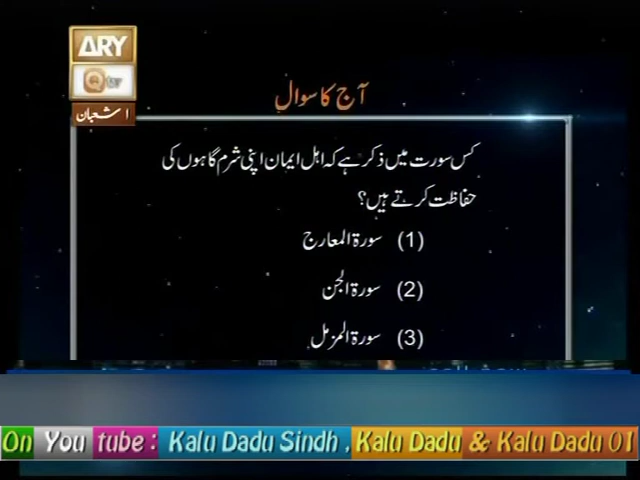 ARY
Qtv
۱ شعبان
آج کا سوال
کس سورت میں ذکر ہے کہ اہل ایمان اپنی شرم گاہوں کی
حفاظت کرتے ہیں؟
(1) سورۃ المعارج
(2) سورۃ الجن
(3) سورۃ المزمل
On You tube : Kalu Dadu Sindh , Kalu Dadu & Kalu Dadu 01